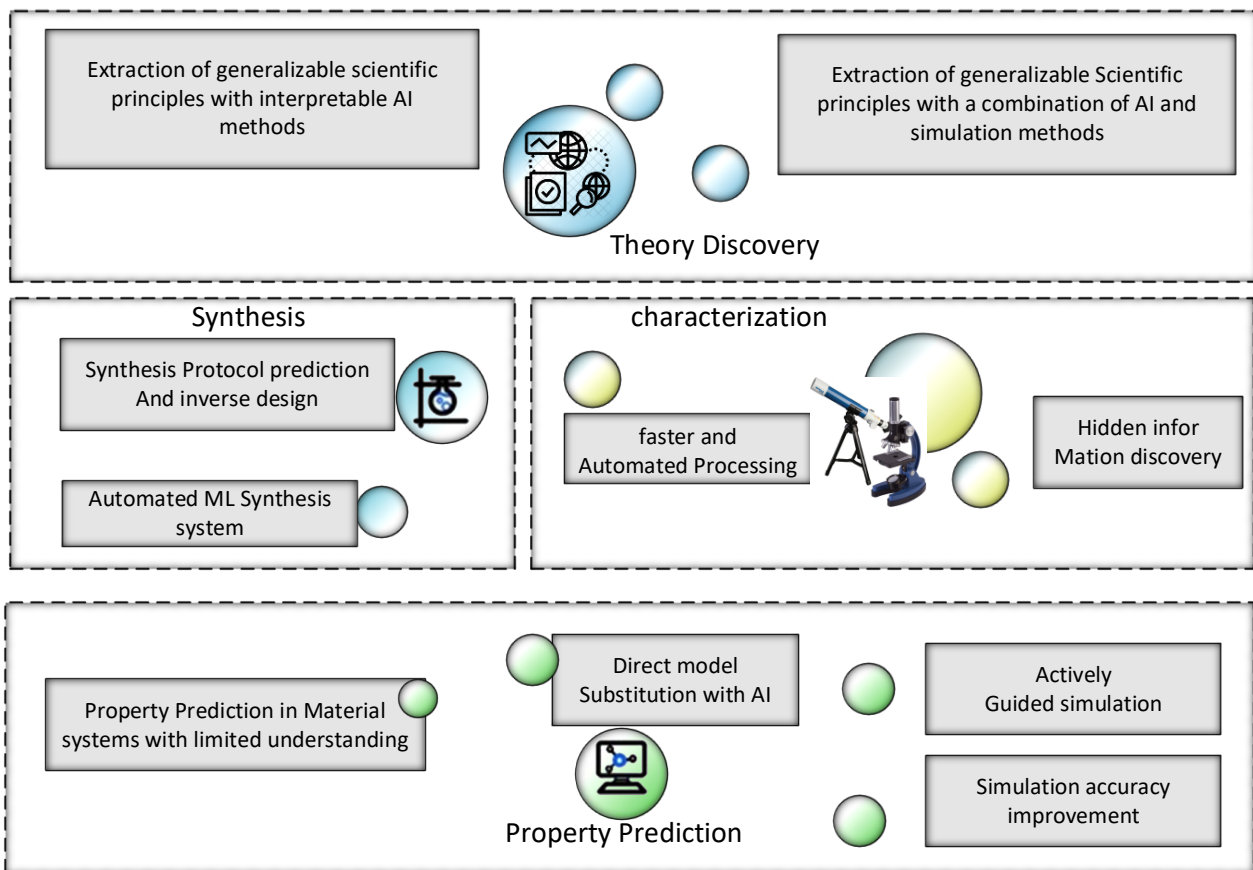 Extraction of generalizable scientific
principles with interpretable AI
methods
Extraction of generalizable Scientific
principles with a combination of AI and
simulation methods
Theory Discovery
Synthesis
Synthesis Protocol prediction
And inverse design
Automated ML Synthesis
system
characterization
faster and
Automated Processing
Hidden infor
Mation discovery
Property Prediction in Material
systems with limited understanding
Direct model
Substitution with AI
Actively
Guided simulation
Simulation accuracy
improvement
Property Prediction